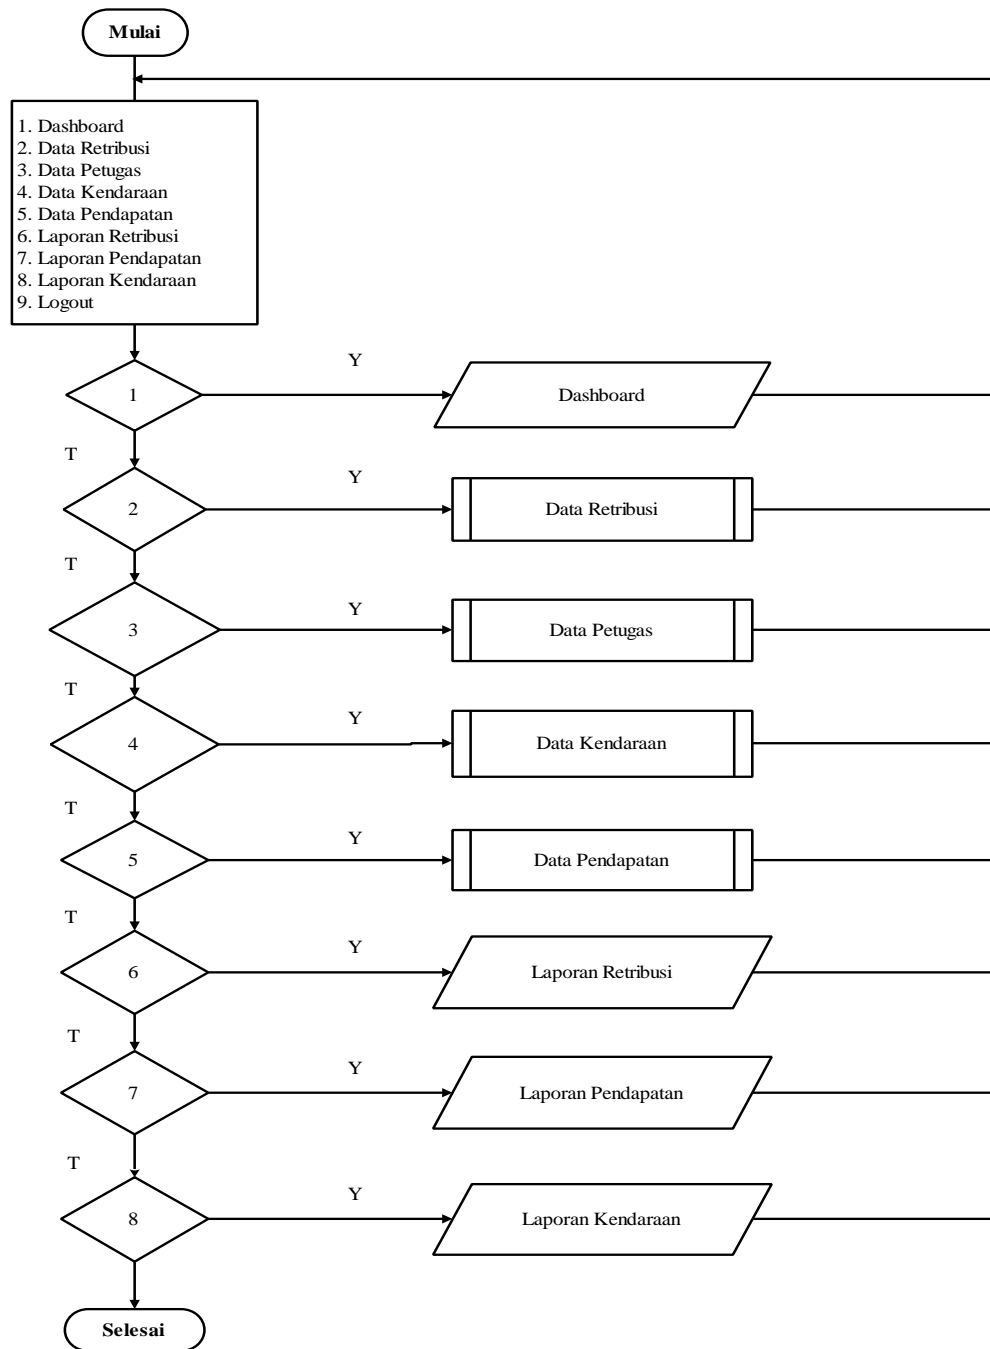 Mulai
1. Dashboard
2. Data Retribusi
3. Data Petugas
4. Data Kendaraan
5. Data Pendapatan
6. Laporan Retribusi
7. Laporan Pendapatan
8. Laporan Kendaraan
9. Logout
Y
1
Dashboard
T
Y
2
Data Retribusi
T
Y
3
Data Petugas
T
Y
4
Data Kendaraan
T
Y
5
Data Pendapatan
T
Y
6
Laporan Retribusi
T
Y
7
Laporan Pendapatan
T
Y
8
Laporan Kendaraan
Selesai